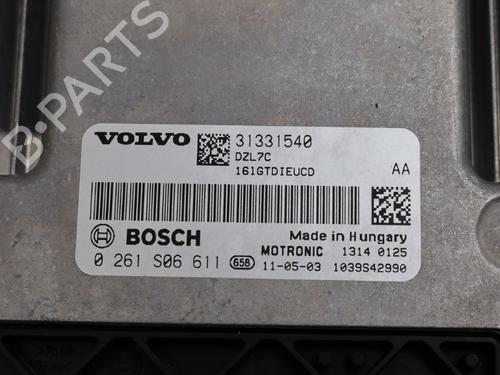 VOLVO 31331540
DZL7C
161GTDIEUCD AA
BOSCH Made in Hungary
MOTRONIC 1314 0125
0 261 S06 611 658 11-05-03 1039S42990
B-PARTS